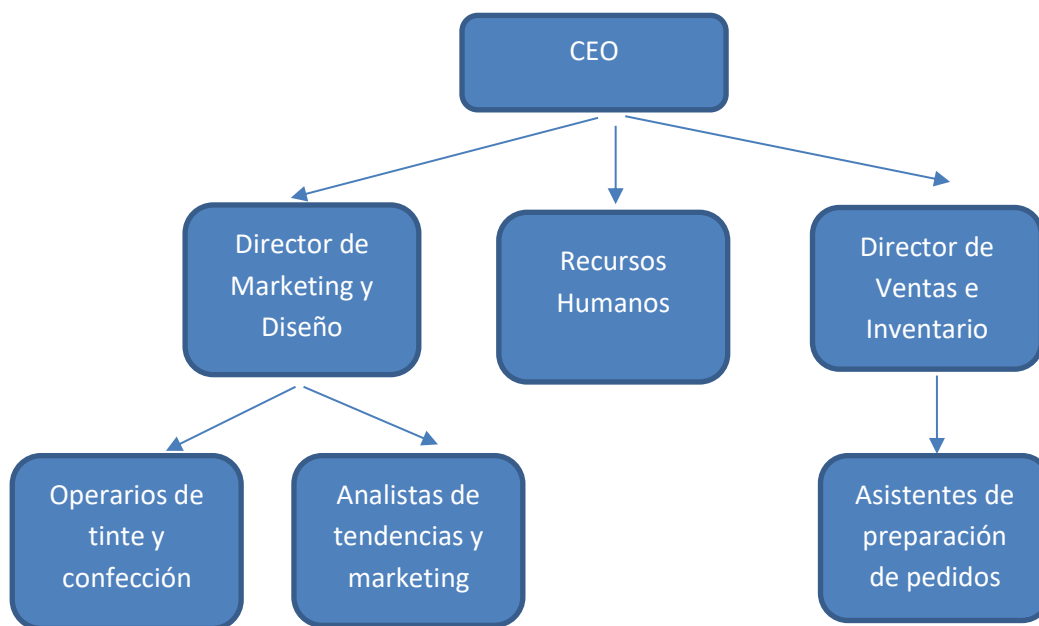 CEO
Director de
Marketing y
Diseño
Recursos
Humanos
Director de
Ventas e
Inventario
Operarios de
tinte y
confección
Analistas de
tendencias y
marketing
Asistentes de
preparación
de pedidos